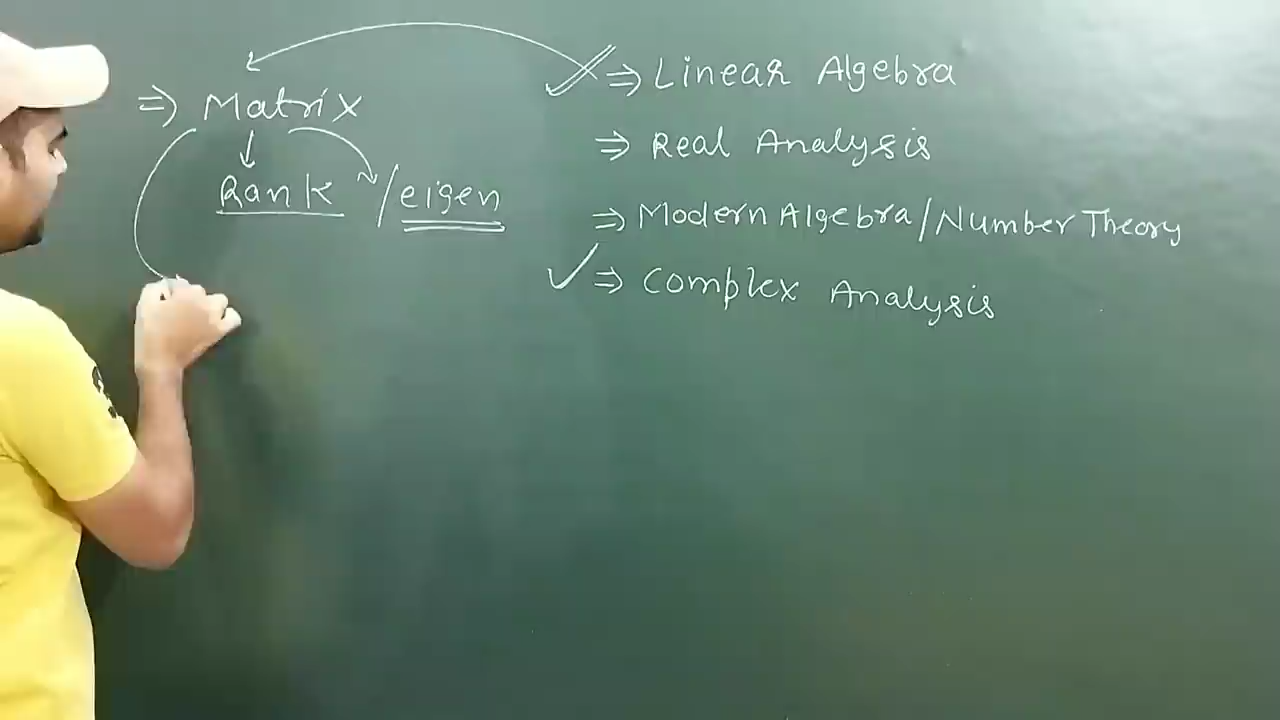 ⇒ Matrix
Rank / eigen
⇒ Linear Algebra
⇒ Real Analysis
⇒ Modern Algebra/Number Theory
⇒ Complex Analysis